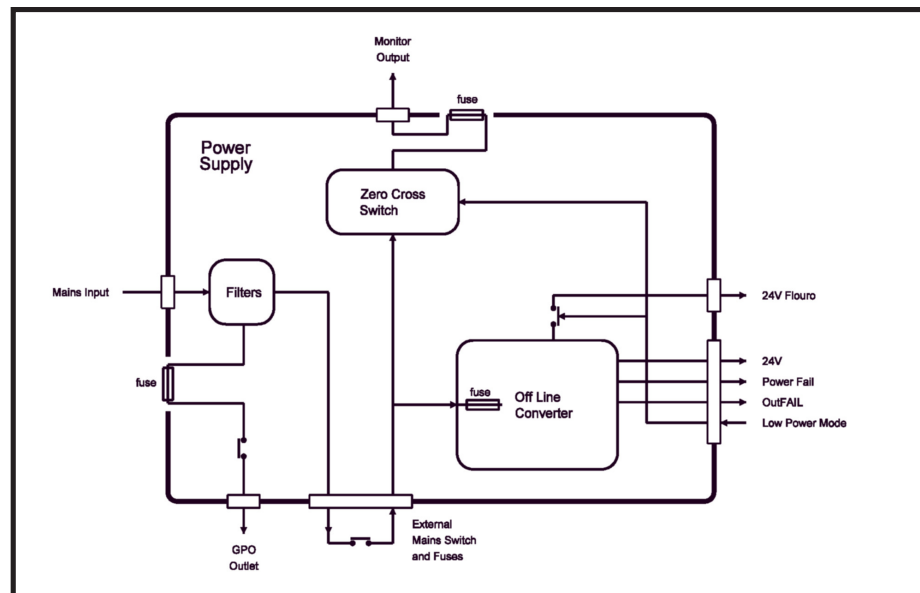 Monitor
Output
fuse
Power
Supply
Zero Cross
Switch
Mains Input
Filters
24V Flouro
fuse
fuse
Off Line
Converter
24V
Power Fail
OutFAIL
Low Power Mode
External
Mains Switch
and Fuses
GPO
Outlet